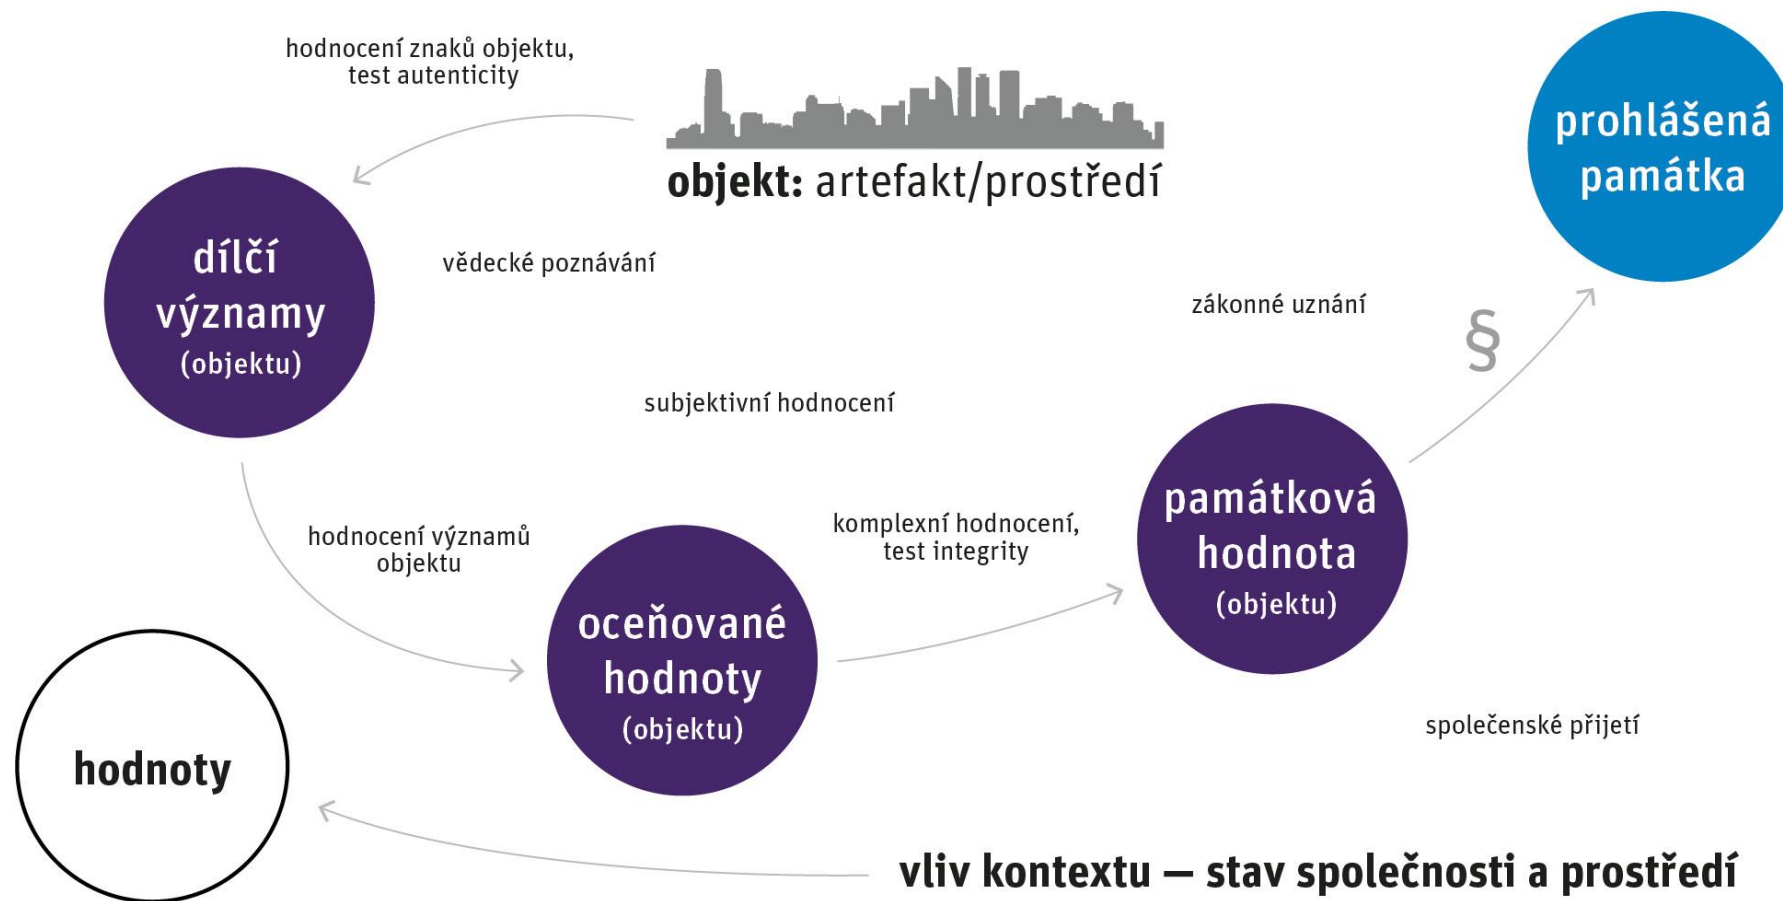 hodnocení znaků objektu,
test autenticity
objekt: artefakt/prostředí
prohlášená
památka
dílčí
významy
(objektu)
vědecké poznávání
zákonné uznání
§
subjektivní hodnocení
hodnocení významů
objektu
komplexní hodnocení,
test integrity
památková
hodnota
(objektu)
oceňované
hodnoty
(objektu)
společenské přijetí
hodnoty
vliv kontextu — stav společnosti a prostředí